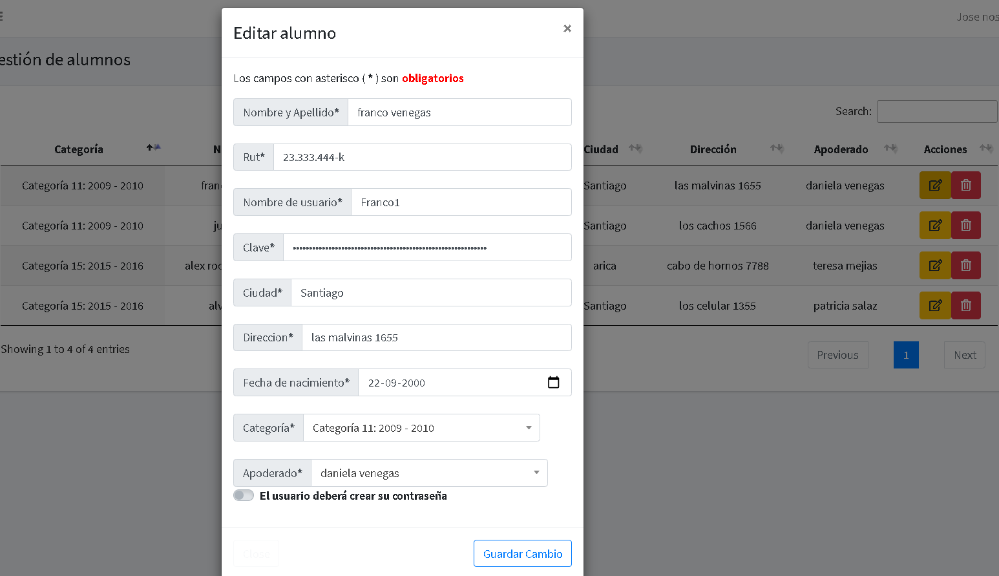 Jose nos
estión de alumnos
Editar alumno
×
Los campos con asterisco ( * ) son obligatorios
Nombre y Apellido* franco venegas
Rut* 23.333.444-k
Nombre de usuario* Franco1
Clave* ••••••••••••••••••••••••••••••••••••••••••••••••••••••••••••
Ciudad* Santiago
Direccion* las malvinas 1655
Fecha de nacimiento* 22-09-2000
Categoría* Categoría 11: 2009 - 2010
Apoderado* daniela venegas
El usuario deberá crear su contraseña
Close Guardar Cambio
Search:
Categoría N Ciudad Dirección Apoderado Acciones
Categoría 11: 2009 - 2010 fran Santiago las malvinas 1655 daniela venegas
Categoría 11: 2009 - 2010 ju Santiago los cachos 1566 daniela venegas
Categoría 15: 2015 - 2016 alex roc arica cabo de hornos 7788 teresa mejias
Categoría 15: 2015 - 2016 alv Santiago los celular 1355 patricia salaz
Showing 1 to 4 of 4 entries
Previous 1 Next